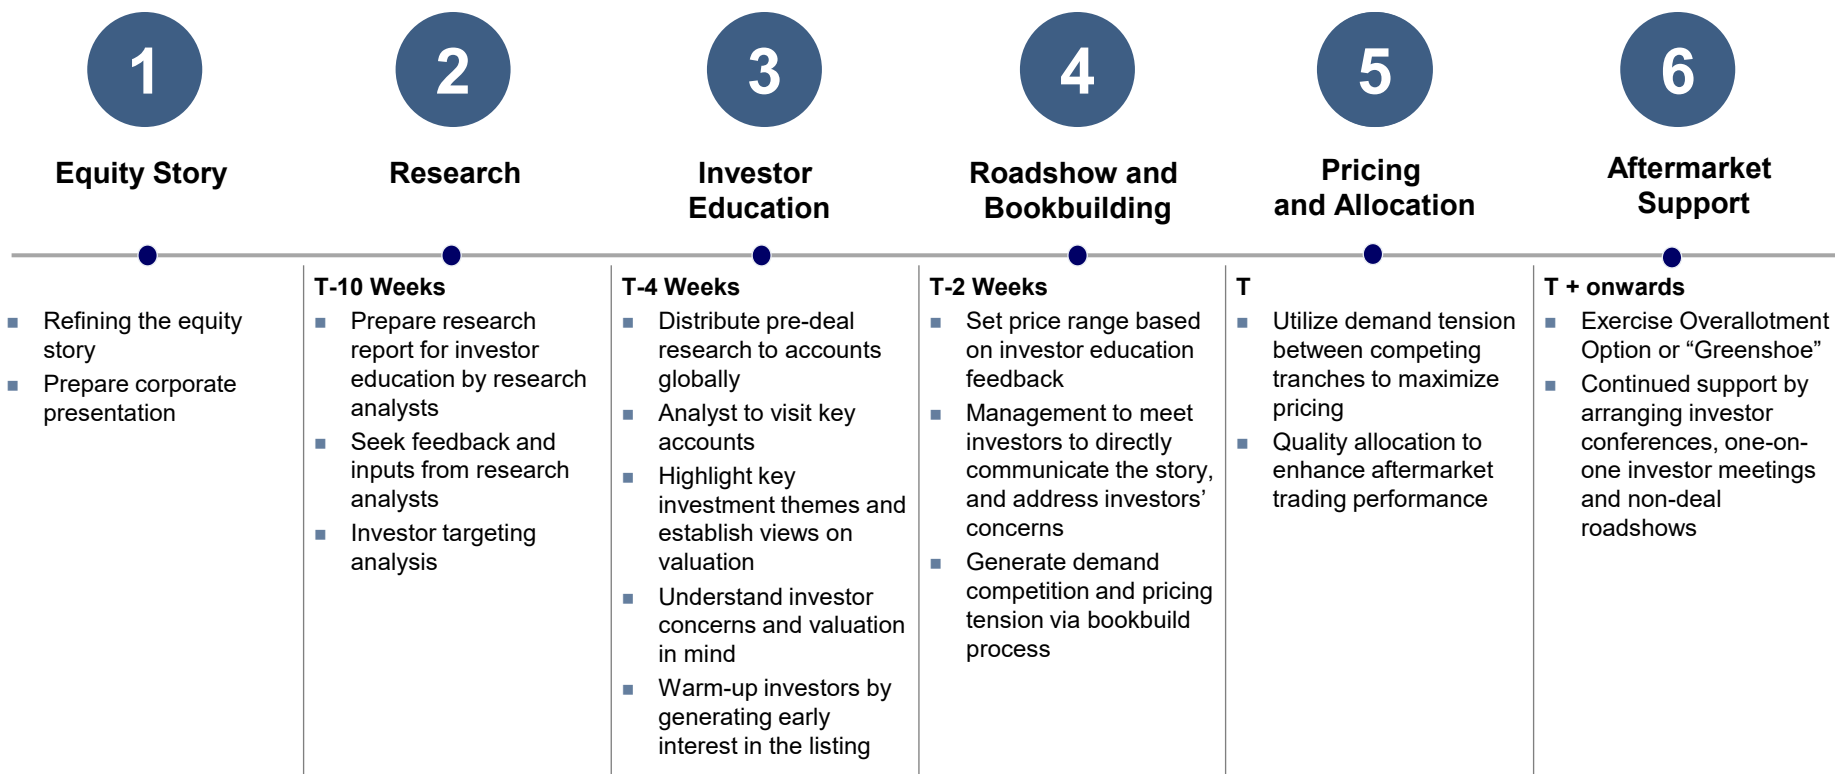 1
Equity Story
Refining the equity
story
Prepare corporate
presentation
2
Research
T-10 Weeks
Prepare research
report for investor
education by research
analysts
Seek feedback and
inputs from research
analysts
Investor targeting
analysis
3
Investor
Education
T-4 Weeks
Distribute pre-deal
research to accounts
globally
Analyst to visit key
accounts
Highlight key
investment themes and
establish views on
valuation
Understand investor
concerns and valuation
in mind
Warm-up investors by
generating early
interest in the listing
4
Roadshow and
Bookbuilding
T-2 Weeks
Set price range based
on investor education
feedback
Management to meet
investors to directly
communicate the story,
and address investors’
concerns
Generate demand
competition and pricing
tension via bookbuild
process
5
Pricing
and Allocation
T
Utilize demand tension
between competing
tranches to maximize
pricing
Quality allocation to
enhance aftermarket
trading performance
6
Aftermarket
Support
T + onwards
Exercise Overallotment
Option or “Greenshoe”
Continued support by
arranging investor
conferences, one-on-
one investor meetings
and non-deal
roadshows